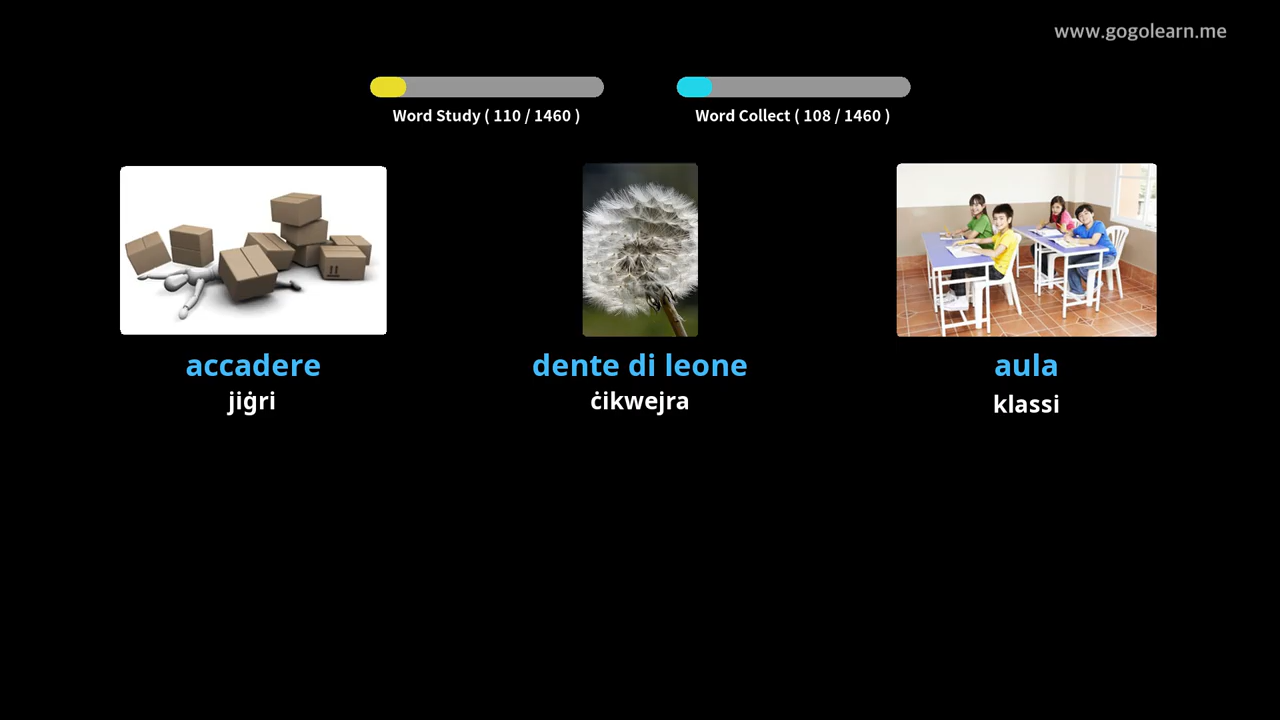 www.gogolearn.me
Word Study ( 110 / 1460 )
Word Collect ( 108 / 1460 )
accadere
jiġri
dente di leone
ċikwejra
aula
klassi